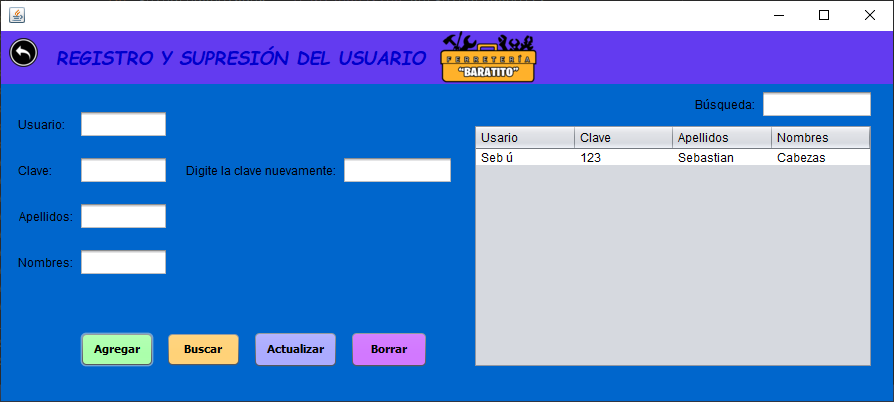 REGISTRO Y SUPRESIÓN DEL USUARIO
FERRETERÍA
"BARATITO"
Búsqueda:
Usuario:
Clave:
Digite la clave nuevamente:
Apellidos:
Nombres:
Usario Clave Apellidos Nombres
Seb ú 123 Sebastian Cabezas
Agregar Buscar Actualizar Borrar